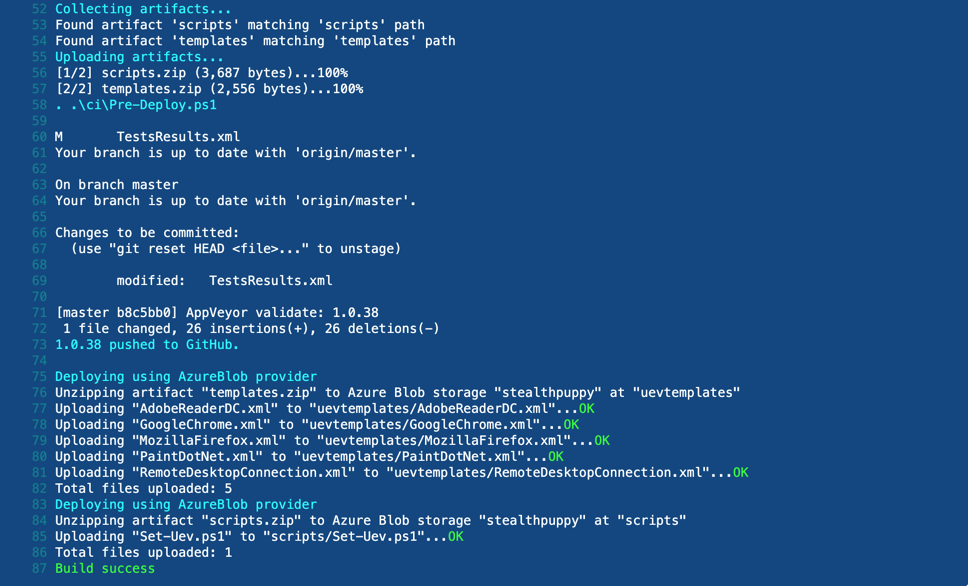 52 Collecting artifacts...
53 Found artifact 'scripts' matching 'scripts' path
54 Found artifact 'templates' matching 'templates' path
55 Uploading artifacts...
56 [1/2] scripts.zip (3,687 bytes)...100%
57 [2/2] templates.zip (2,556 bytes)...100%
58 . .\ci\Pre-Deploy.ps1
59
60 M       TestsResults.xml
61 Your branch is up to date with 'origin/master'.
62
63 On branch master
64 Your branch is up to date with 'origin/master'.
65
66 Changes to be committed:
67   (use "git reset HEAD <file>..." to unstage)
68
69         modified:   TestsResults.xml
70
71 [master b8c5bb0] AppVeyor validate: 1.0.38
72  1 file changed, 26 insertions(+), 26 deletions(-)
73 1.0.38 pushed to GitHub.
74
75 Deploying using AzureBlob provider
76 Unzipping artifact "templates.zip" to Azure Blob storage "stealthpuppy" at "uevtemplates"
77 Uploading "AdobeReaderDC.xml" to "uevtemplates/AdobeReaderDC.xml"...OK
78 Uploading "GoogleChrome.xml" to "uevtemplates/GoogleChrome.xml"...OK
79 Uploading "MozillaFirefox.xml" to "uevtemplates/MozillaFirefox.xml"...OK
80 Uploading "PaintDotNet.xml" to "uevtemplates/PaintDotNet.xml"...OK
81 Uploading "RemoteDesktopConnection.xml" to "uevtemplates/RemoteDesktopConnection.xml"...OK
82 Total files uploaded: 5
83 Deploying using AzureBlob provider
84 Unzipping artifact "scripts.zip" to Azure Blob storage "stealthpuppy" at "scripts"
85 Uploading "Set-Uev.ps1" to "scripts/Set-Uev.ps1"...OK
86 Total files uploaded: 1
87 Build success